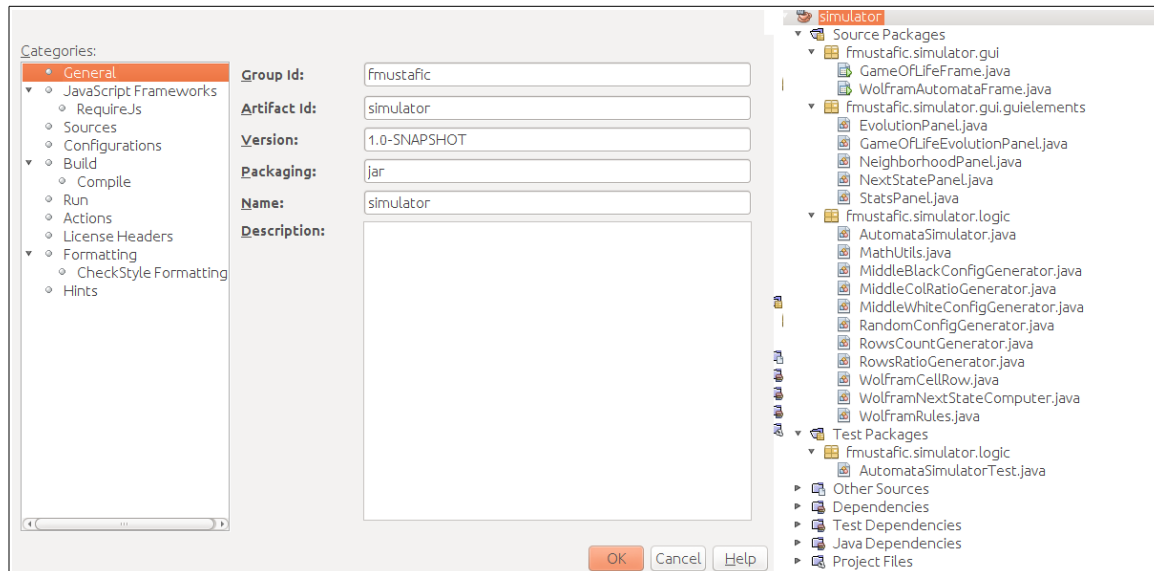 Categories:
General
JavaScript Frameworks
RequireJs
Sources
Configurations
Build
Compile
Run
Actions
License Headers
Formatting
CheckStyle Formatting
Hints
Group Id: fmustafic
Artifact Id: simulator
Version: 1.0-SNAPSHOT
Packaging: jar
Name: simulator
Description:
OK Cancel Help
simulator
Source Packages
fmustafic.simulator.gui
GameOfLifeFrame.java
WolframAutomataFrame.java
fmustafic.simulator.gui.guielements
EvolutionPanel.java
GameOfLifeEvolutionPanel.java
NeighborhoodPanel.java
NextStatePanel.java
StatsPanel.java
fmustafic.simulator.logic
AutomataSimulator.java
MathUtils.java
MiddleBlackConfigGenerator.java
MiddleColRatioGenerator.java
MiddleWhiteConfigGenerator.java
RandomConfigGenerator.java
RowsCountGenerator.java
RowsRatioGenerator.java
WolframCellRow.java
WolframNextStateComputer.java
WolframRules.java
Test Packages
fmustafic.simulator.logic
AutomataSimulatorTest.java
Other Sources
Dependencies
Test Dependencies
Java Dependencies
Project Files